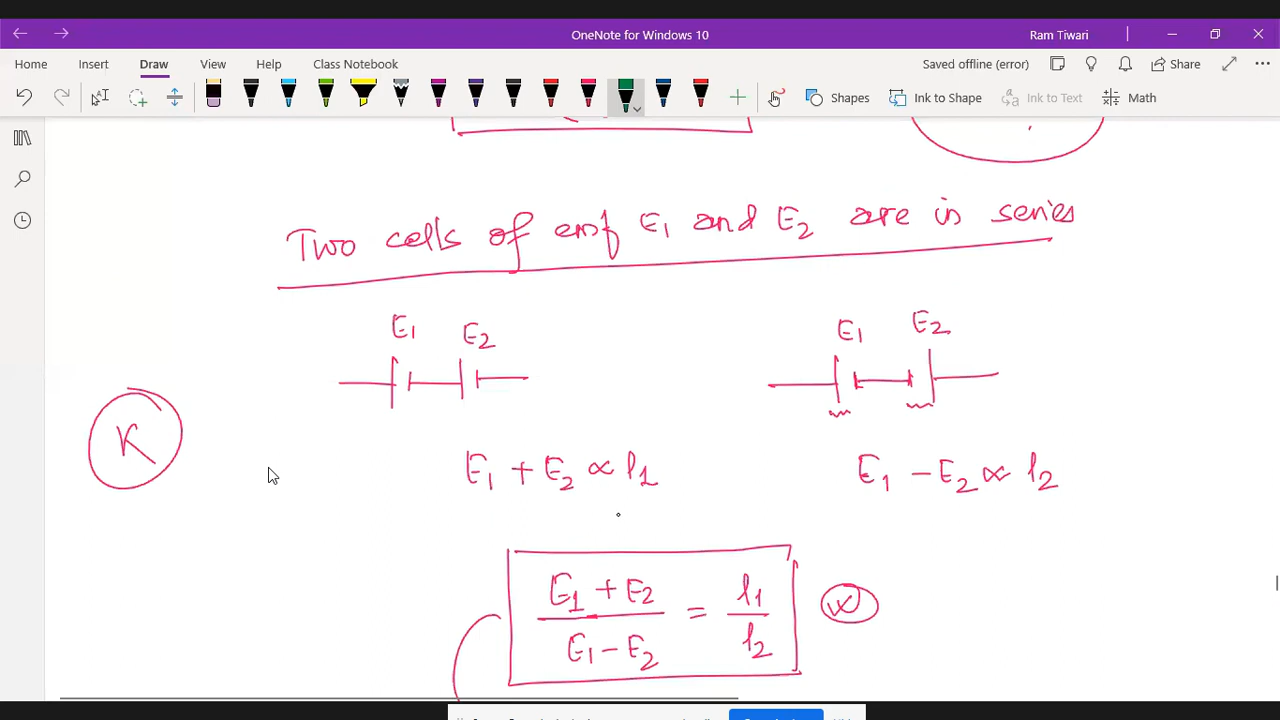 OneNote for Windows 10
Ram Tiwari
Home Insert Draw View Help Class Notebook
Saved offline (error)
Share
Shapes
Ink to Shape
Ink to Text
Math
Two cells of emf E₁ and E₂ are in series
E₁ E₂
E₁ E₂
K
E₁ + E₂ ∝ l₁
E₁ - E₂ ∝ l₂
E₁ + E₂ / E₁ - E₂ = l₁ / l₂